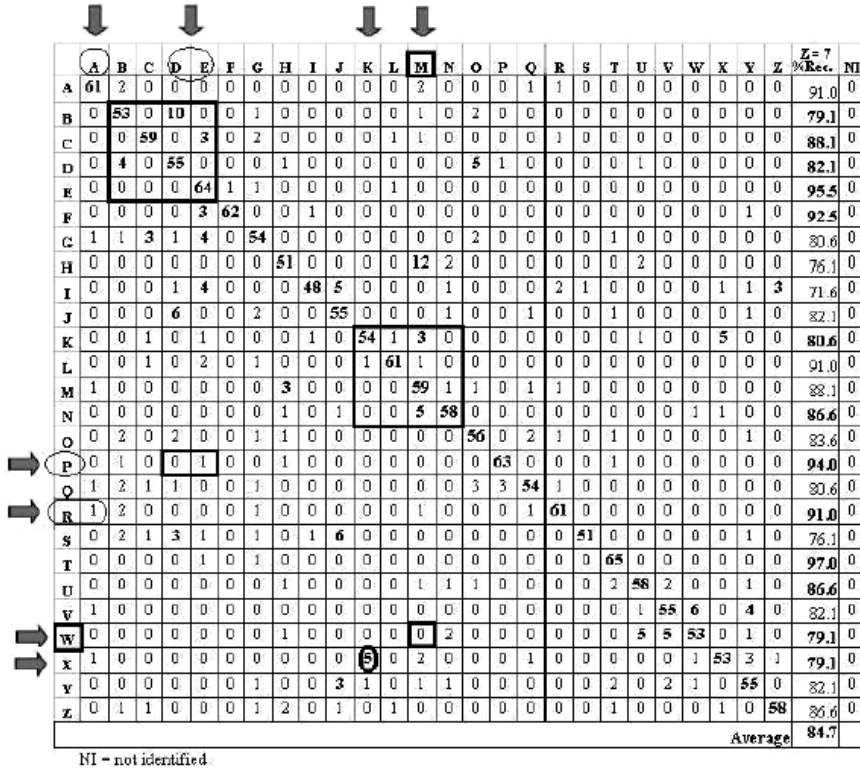 A B C D E F G H I J K L M N O P Q R S T U V W X Y Z Z= 7 %Rec. NI
A 61 2 0 0 0 0 0 0 0 0 0 0 2 0 0 0 1 1 0 0 0 0 0 0 0 0 91.0 0
B 0 53 0 10 0 0 1 0 0 0 0 0 1 0 2 0 0 0 0 0 0 0 0 0 0 0 79.1 0
C 0 0 59 0 3 0 2 0 0 0 0 1 1 0 0 0 0 1 0 0 0 0 0 0 0 0 88.1 0
D 0 4 0 55 0 0 0 1 0 0 0 0 0 0 5 1 0 0 0 0 1 0 0 0 0 0 82.1 0
E 0 0 0 0 64 1 1 0 0 0 0 1 0 0 0 0 0 0 0 0 0 0 0 0 0 0 95.5 0
F 0 0 0 0 3 62 0 0 1 0 0 0 0 0 0 0 0 0 0 0 0 0 0 0 1 0 92.5 0
G 1 1 3 1 4 0 54 0 0 0 0 0 0 0 2 0 0 0 0 1 0 0 0 0 0 0 80.6 0
H 0 0 0 0 0 0 0 51 0 0 0 0 12 2 0 0 0 0 0 0 2 0 0 0 0 0 76.1 0
I 0 0 0 1 4 0 0 0 48 5 0 0 0 1 0 0 0 2 1 0 0 0 0 1 1 3 71.6 0
J 0 0 0 6 0 0 2 0 0 55 0 0 0 1 0 0 1 0 0 1 0 0 0 0 1 0 82.1 0
K 0 0 1 0 1 0 0 0 1 0 54 1 3 0 0 0 0 0 0 0 1 0 0 5 0 0 80.6 0
L 0 0 1 0 2 0 1 0 0 0 1 61 1 0 0 0 0 0 0 0 0 0 0 0 0 0 91.0 0
M 1 0 0 0 0 0 0 3 0 0 0 0 59 1 1 0 1 1 0 0 0 0 0 0 0 0 88.1 0
N 0 0 0 0 0 0 0 1 0 1 0 0 5 58 0 0 0 0 0 0 0 0 1 1 0 0 86.6 0
O 0 2 0 2 0 0 1 1 0 0 0 0 0 0 56 0 2 1 0 1 0 0 0 0 1 0 83.6 0
P 0 1 0 0 1 0 0 1 0 0 0 0 0 0 0 63 0 0 0 1 0 0 0 0 0 0 94.0 0
Q 1 2 1 1 0 0 1 0 0 0 0 0 0 0 3 3 54 1 0 0 0 0 0 0 0 0 80.6 0
R 1 2 0 0 0 0 1 0 0 0 0 0 1 0 0 0 1 61 0 0 0 0 0 0 0 0 91.0 0
S 0 2 1 3 1 0 1 0 1 6 0 0 0 0 0 0 0 0 51 0 0 0 0 0 1 0 76.1 0
T 0 0 0 0 1 0 1 0 0 0 0 0 0 0 0 0 0 0 0 65 0 0 0 0 0 0 97.0 0
U 0 0 0 0 0 0 0 1 0 0 0 0 1 1 1 0 0 0 0 2 58 2 0 0 1 0 86.6 0
V 1 0 0 0 0 0 0 0 0 0 0 0 0 0 0 0 0 0 0 0 1 55 6 0 4 0 82.1 0
W 0 0 0 0 0 0 0 1 0 0 0 0 0 2 0 0 0 0 0 0 5 5 53 0 1 0 79.1 0
X 1 0 0 0 0 0 0 0 0 0 5 0 2 0 0 0 1 0 0 0 0 0 1 53 3 1 79.1 0
Y 0 0 0 0 0 0 1 0 0 3 1 0 1 1 0 0 0 0 0 2 0 2 1 0 55 0 82.1 0
Z 0 1 1 0 0 0 1 2 0 1 0 1 0 0 0 0 0 0 0 1 0 0 0 1 0 58 86.6 0
Average 84.7
NI = not identified